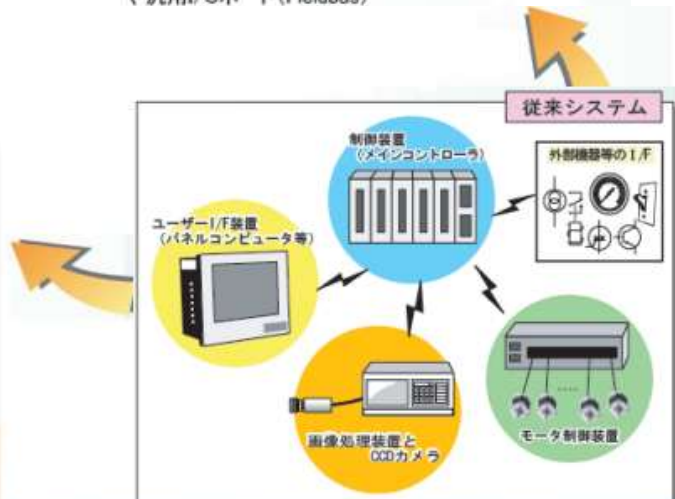 従来システム
制御装置
(メインコントローラ)
外部機器等のI/F
ユーザーI/F装置
(パネルコンピュータ等)
画像処理装置と
CCDカメラ
モータ制御装置